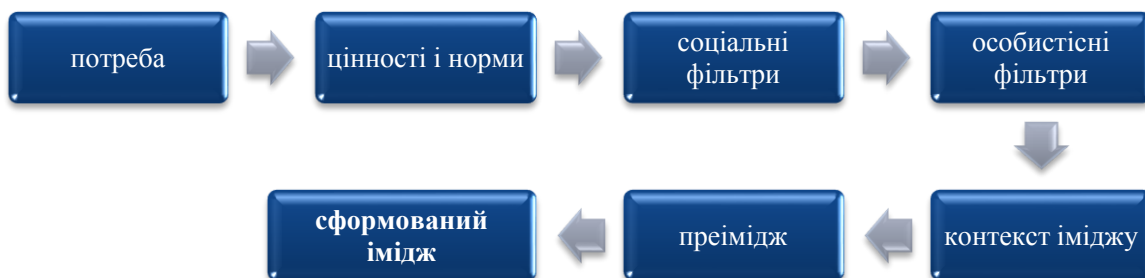 потреба
цінності і норми
соціальні
фільтри
особистісні
фільтри
контекст іміджу
преімідж
сформований
імідж